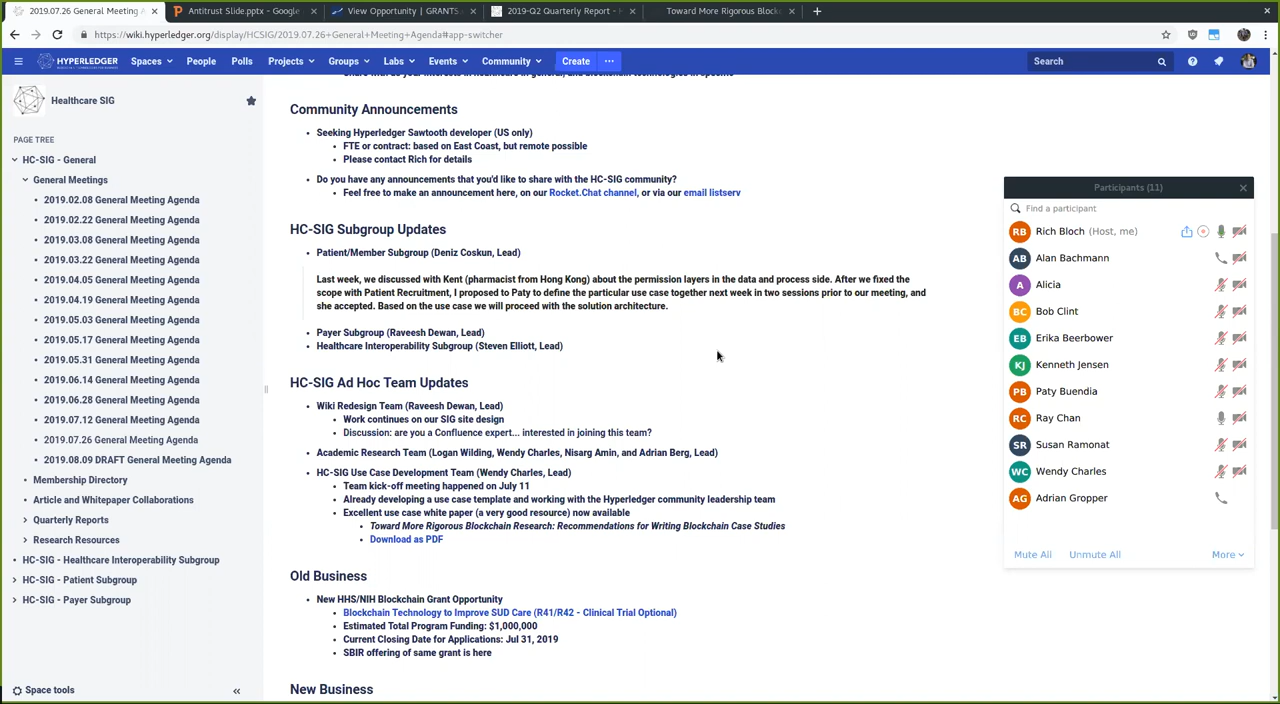 2019.07.26 General Meeting A
Antitrust Slide.pptx - Google
View Opportunity | GRANTS
2019-Q2 Quarterly Report - H
Toward More Rigorous Block
https://wiki.hyperledger.org/display/HCSIG/2019.07.26+General+Meeting+Agenda#app-switcher
HYPERLEDGER
Spaces
People
Polls
Projects
Groups
Labs
Events
Community
Create
Search
Healthcare SIG
PAGE TREE
HC-SIG - General
General Meetings
2019.02.08 General Meeting Agenda
2019.02.22 General Meeting Agenda
2019.03.08 General Meeting Agenda
2019.03.22 General Meeting Agenda
2019.04.05 General Meeting Agenda
2019.04.19 General Meeting Agenda
2019.05.03 General Meeting Agenda
2019.05.17 General Meeting Agenda
2019.05.31 General Meeting Agenda
2019.06.14 General Meeting Agenda
2019.06.28 General Meeting Agenda
2019.07.12 General Meeting Agenda
2019.07.26 General Meeting Agenda
2019.08.09 DRAFT General Meeting Agenda
Membership Directory
Article and Whitepaper Collaborations
Quarterly Reports
Research Resources
HC-SIG - Healthcare Interoperability Subgroup
HC-SIG - Patient Subgroup
HC-SIG - Payer Subgroup
Space tools
Community Announcements
Seeking Hyperledger Sawtooth developer (US only)
FTE or contract: based on East Coast, but remote possible
Please contact Rich for details
Do you have any announcements that you'd like to share with the HC-SIG community?
Feel free to make an announcement here, on our Rocket.Chat channel, or via our email listserv
HC-SIG Subgroup Updates
Patient/Member Subgroup (Deniz Coskun, Lead)
Last week, we discussed with Kent (pharmacist from Hong Kong) about the permission layers in the data and process side. After we fixed the
scope with Patient Recruitment, I proposed to Paty to define the particular use case together next week in two sessions prior to our meeting, and
she accepted. Based on the use case we will proceed with the solution architecture.
Payer Subgroup (Raveesh Dewan, Lead)
Healthcare Interoperability Subgroup (Steven Elliott, Lead)
HC-SIG Ad Hoc Team Updates
Wiki Redesign Team (Raveesh Dewan, Lead)
Work continues on our SIG site design
Discussion: are you a Confluence expert... interested in joining this team?
Academic Research Team (Logan Wilding, Wendy Charles, Nisarg Amin, and Adrian Berg, Lead)
HC-SIG Use Case Development Team (Wendy Charles, Lead)
Team kick-off meeting happened on July 11
Already developing a use case template and working with the Hyperledger community leadership team
Excellent use case white paper (a very good resource) now available
Toward More Rigorous Blockchain Research: Recommendations for Writing Blockchain Case Studies
Download as PDF
Old Business
New HHS/NIH Blockchain Grant Opportunity
Blockchain Technology to Improve SUD Care (R41/R42 - Clinical Trial Optional)
Estimated Total Program Funding: $1,000,000
Current Closing Date for Applications: Jul 31, 2019
SBIR offering of same grant is here
New Business
Participants (11)
Find a participant
RB Rich Bloch (Host, me)
AB Alan Bachmann
A Alicia
BC Bob Clint
EB Erika Beerbower
KJ Kenneth Jensen
PB Paty Buendia
RC Ray Chan
SR Susan Ramonat
WC Wendy Charles
AG Adrian Gropper
Mute All
Unmute All
More